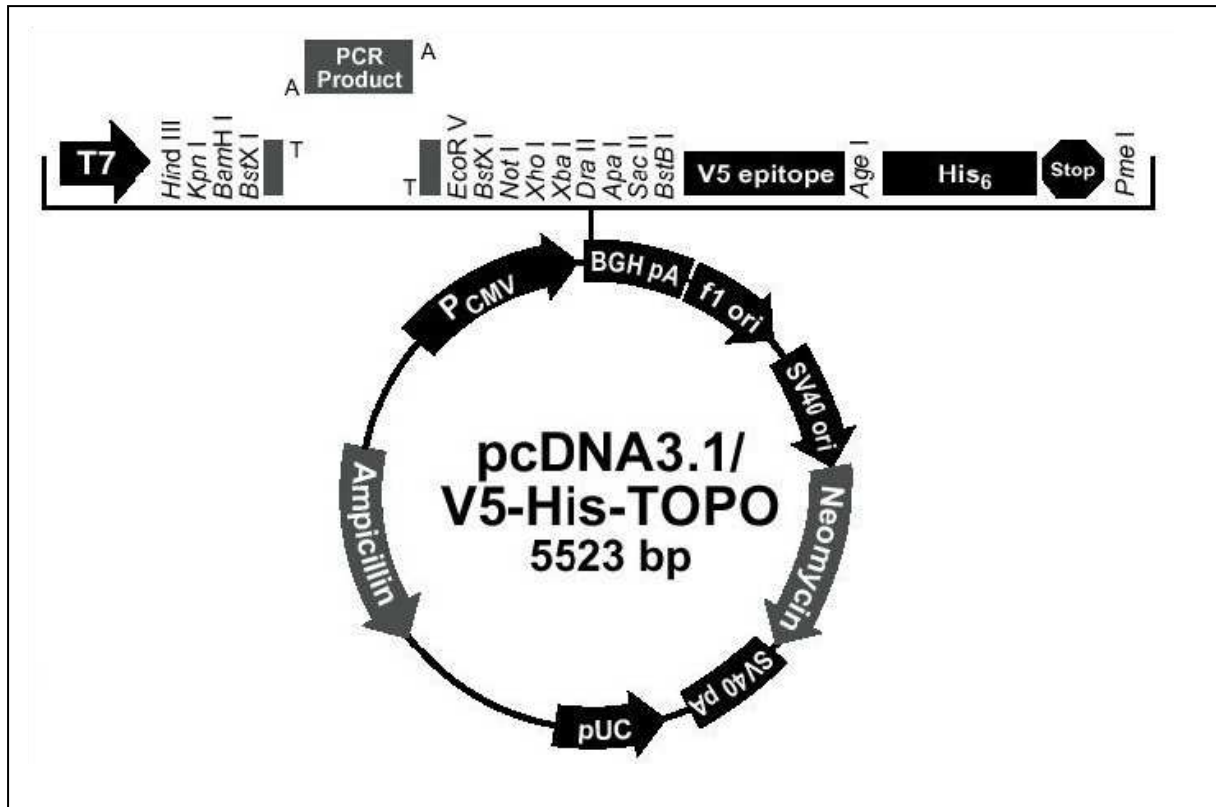 PCR
Product
A
A
T
T
T7
Hind III
Kpn I
BamH I
BstX I
EcoR V
BstX I
Not I
Xho I
Xba I
Dra II
Apa I
Sac II
BstB I
V5 epitope
Age I
His6
Stop
Pme I
PCMV
BGH pA
f1 ori
SV40 ori
Neomycin
SV40 pA
pUC
Ampicillin
pcDNA3.1/
V5-His-TOPO
5523 bp